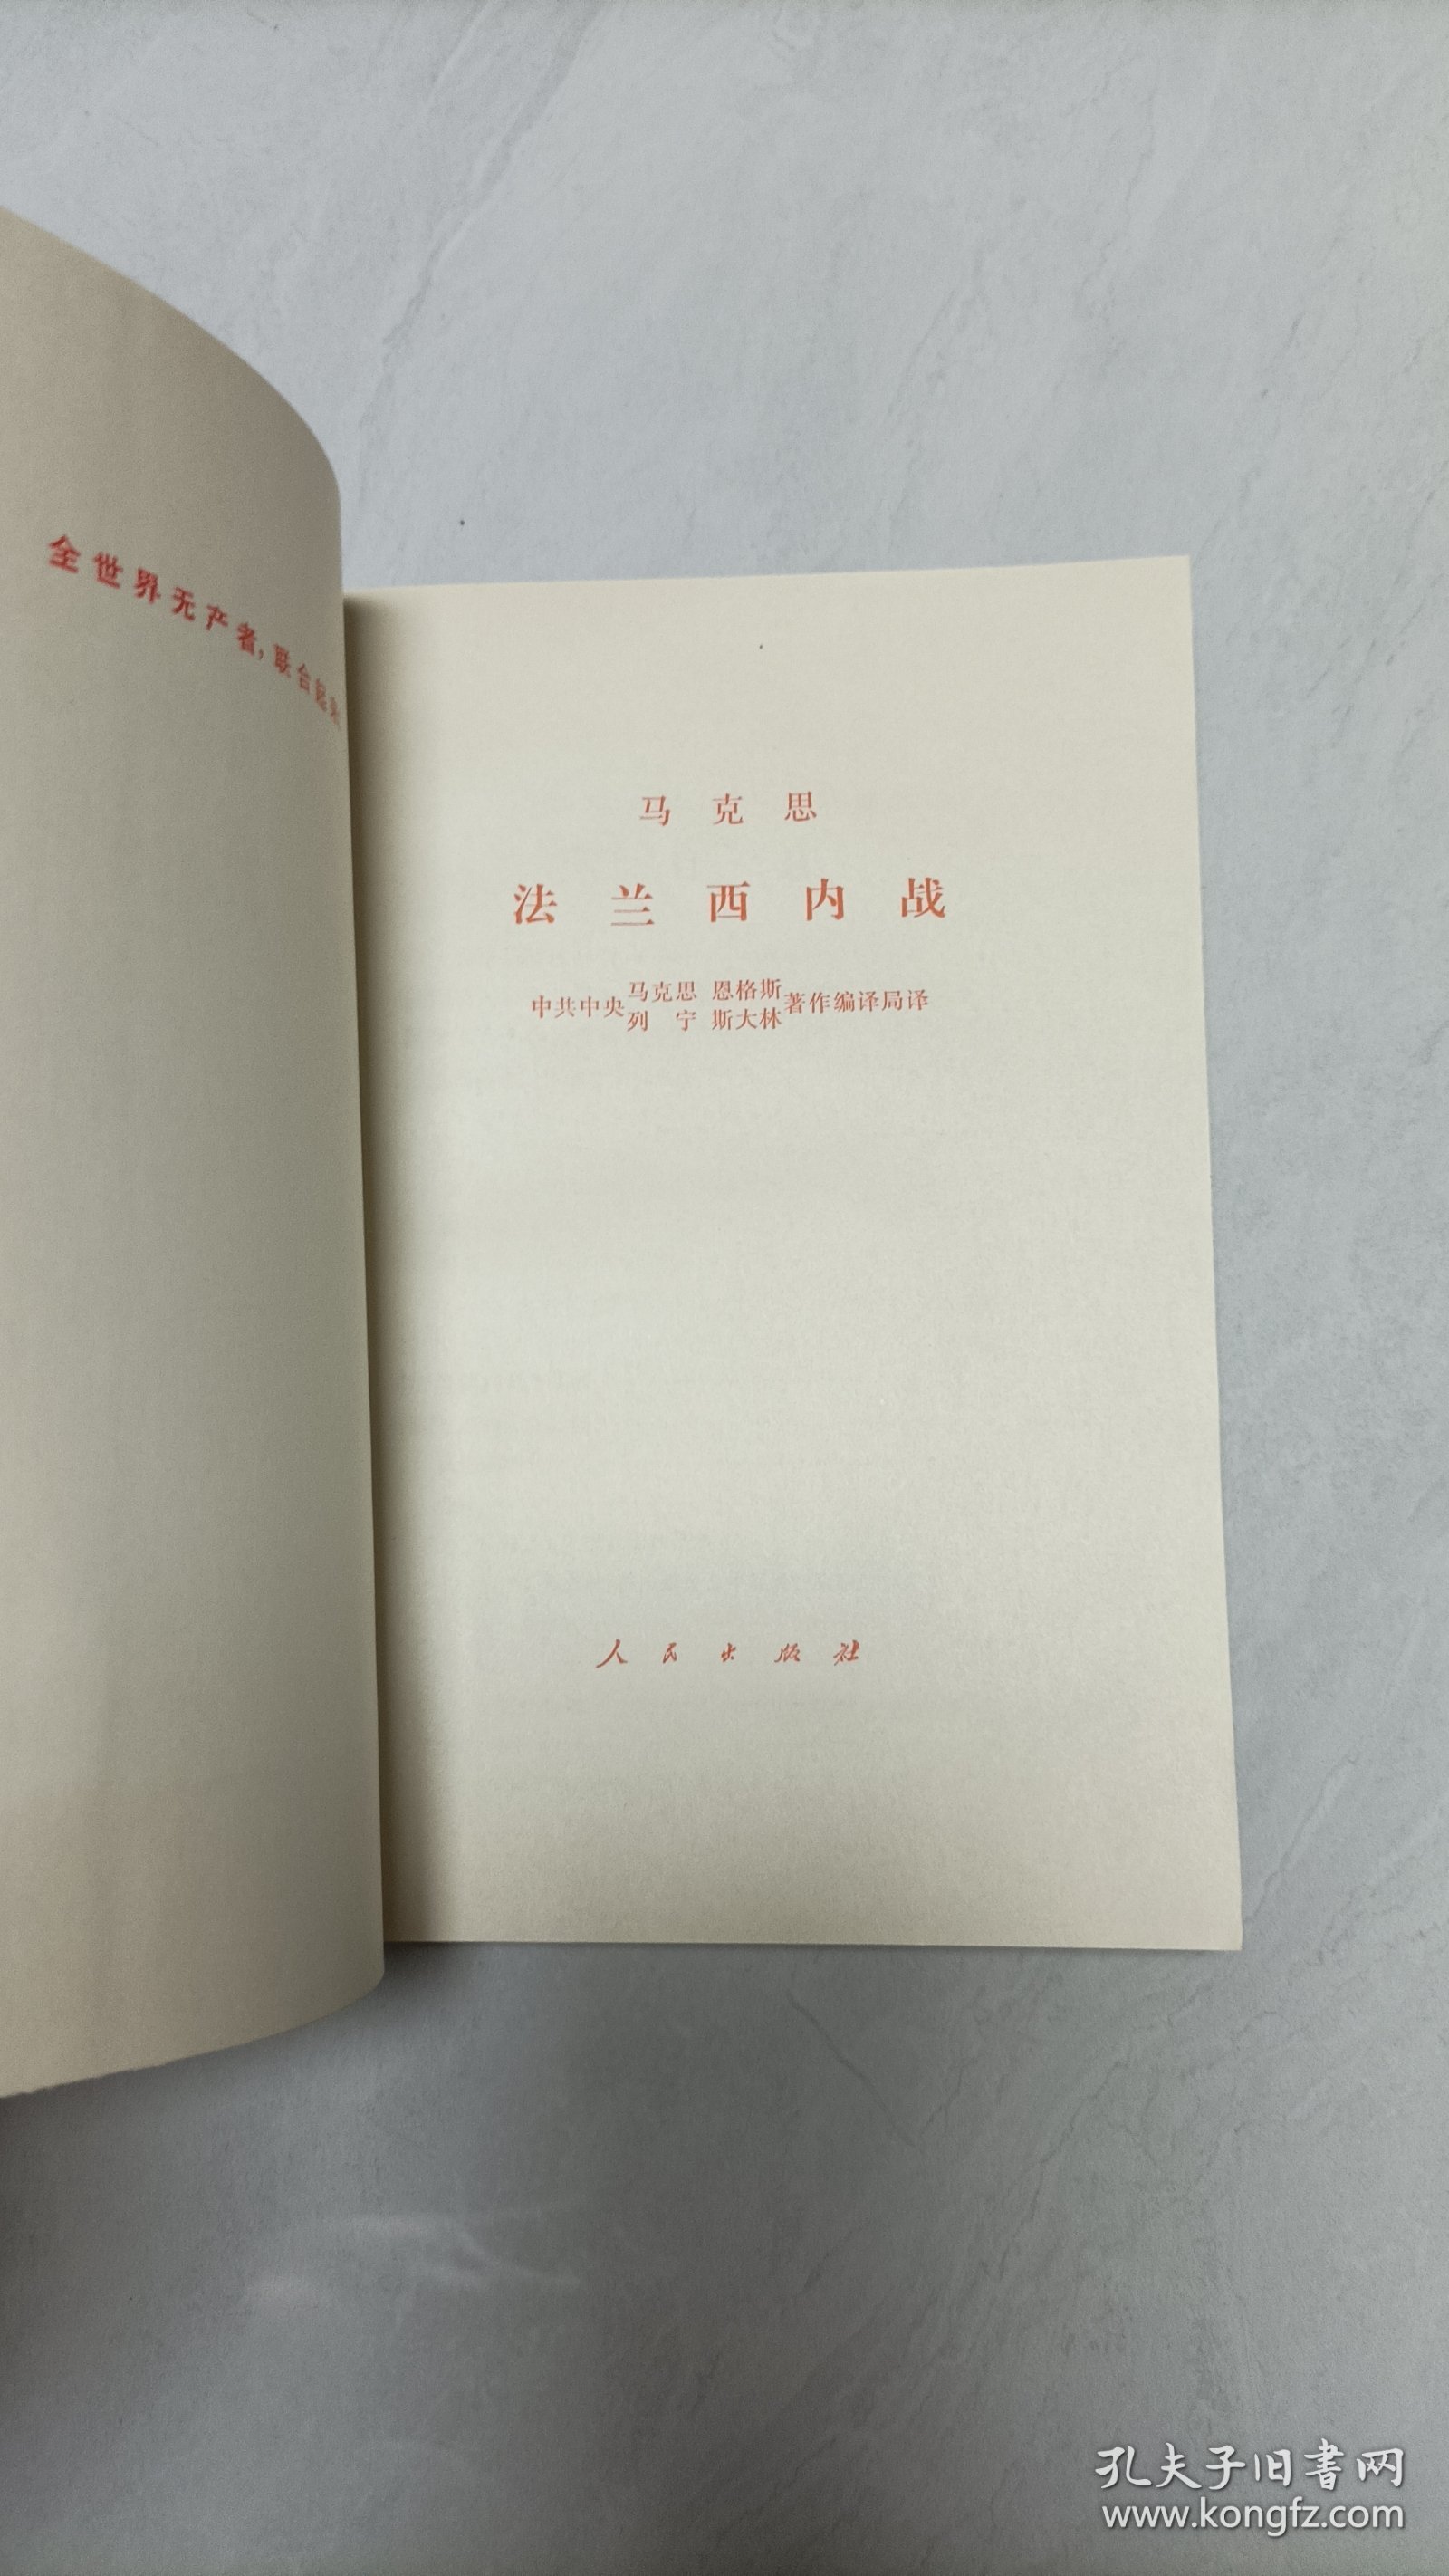 全世界无产者，联合起来
马克思
法兰西内战
中共中央马克思 恩格斯著作编译局译
列 宁 斯大林
人民出版社
孔夫子旧书网
www.kongfz.com